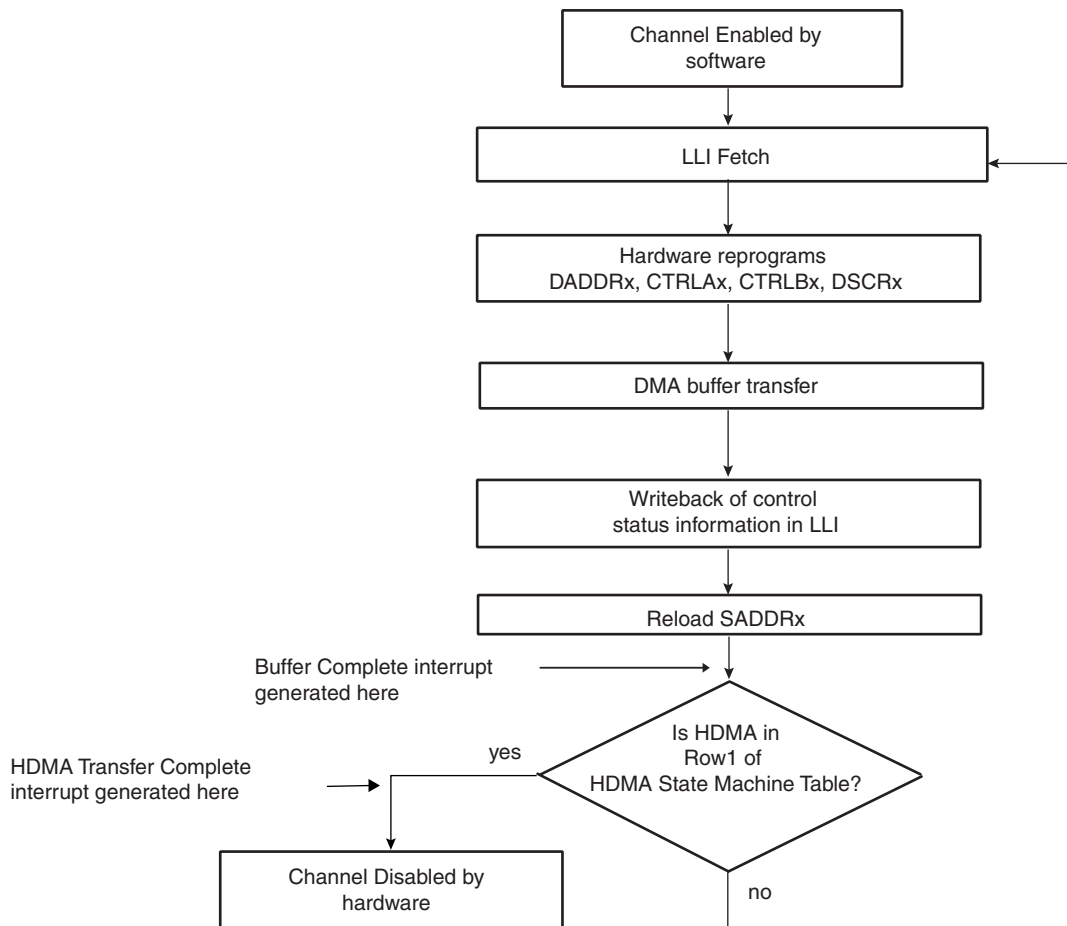 Channel Enabled by
software
LLI Fetch
Hardware reprograms
DADDRx, CTRLAx, CTRLBx, DSCRx
DMA buffer transfer
Writeback of control
status information in LLI
Reload SADDRx
Buffer Complete interrupt
generated here
Is HDMA in
Row1 of
HDMA State Machine Table?
yes
HDMA Transfer Complete
interrupt generated here
Channel Disabled by
hardware
no